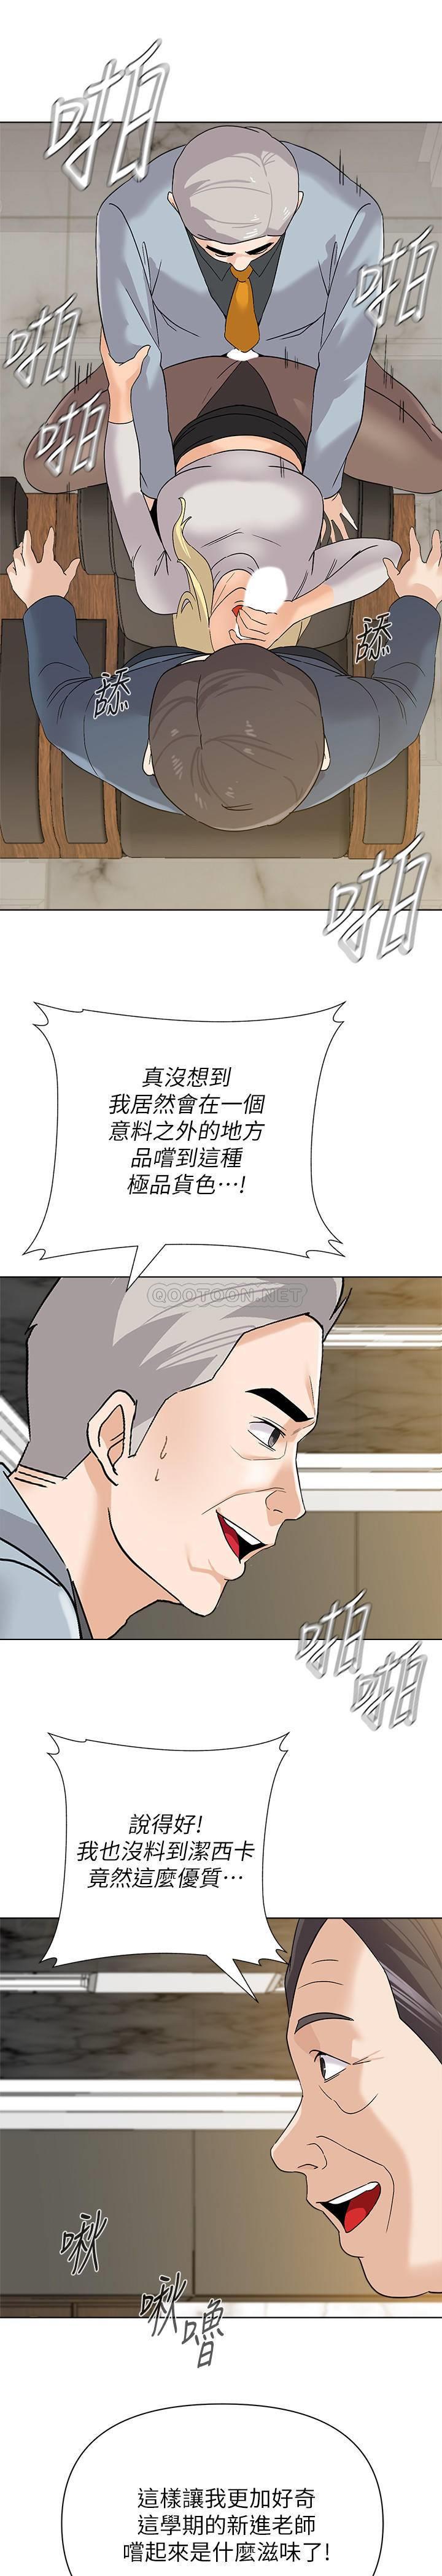 啪
啪
啪
啪
舔
舔
啪
真沒想到
我居然會在一個
意料之外的地方
品嚐到這種
極品貨色…!
QOOTOON.NET
啪
啪
說得好!
我也沒料到潔西卡
竟然這麼優質…
啾
啾
嚕
這樣讓我更加好奇
這學期的新進老師
嚐起來是什麼滋味了!